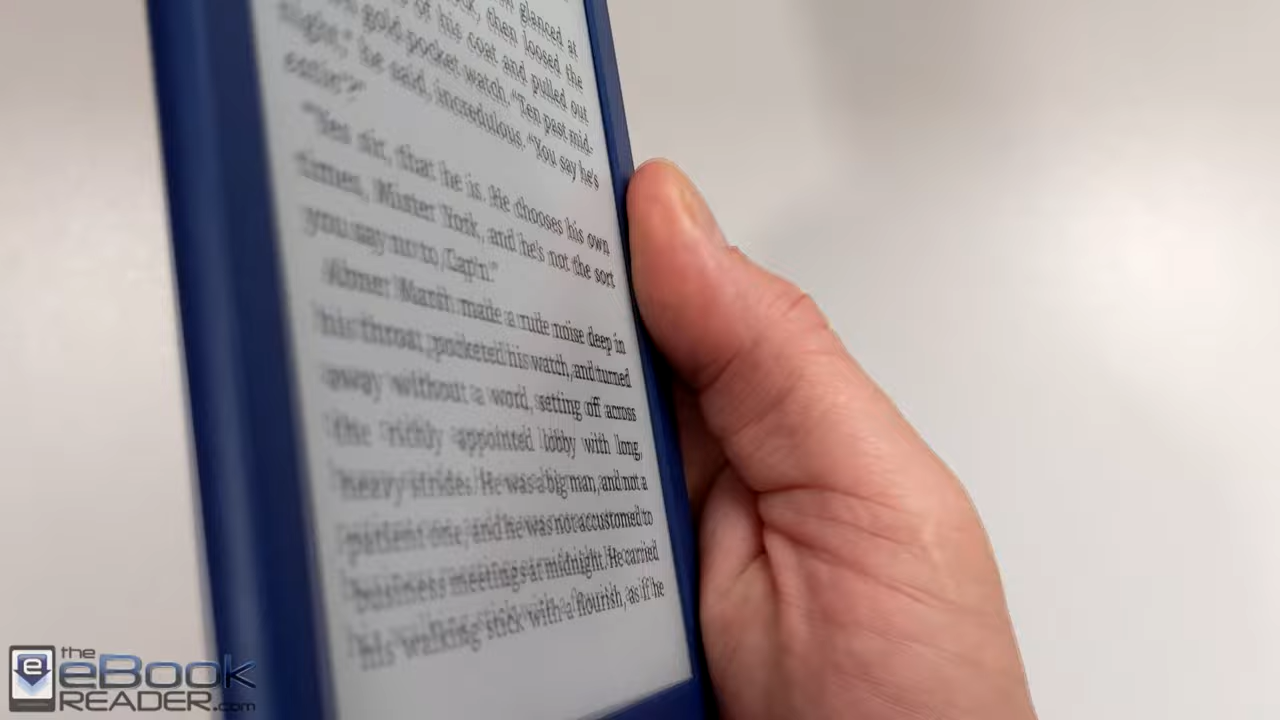 glanced at
of his coat, then loosed the
gold pocket watch. "Ten past mid-
night," he said, incredulous. "You say he's
"Yes sir, that he is. He chooses his own
times, Mister York, and he's not the sort
you say no to, Cap'n."
Abner Marsh made a rude noise deep in
his throat, pocketed his watch, and turned
away without a word, setting off across
the richly appointed lobby with long,
heavy strides. He was a big man, and not a
patient one, and he was not accustomed to
business meetings at midnight. He carried
his walking stick with a flourish, as if he
the
eBook
READER.com